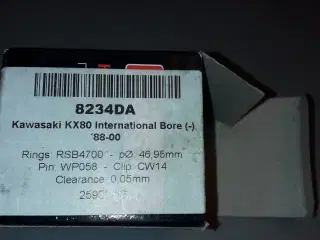 8234DA
Kawasaki KX80 International Bore (-)
´88-00
Rings: RSB4700 - pØ: 46,95mm
Pin: WP058 - Clip: CW14
Clearance: 0,05mm